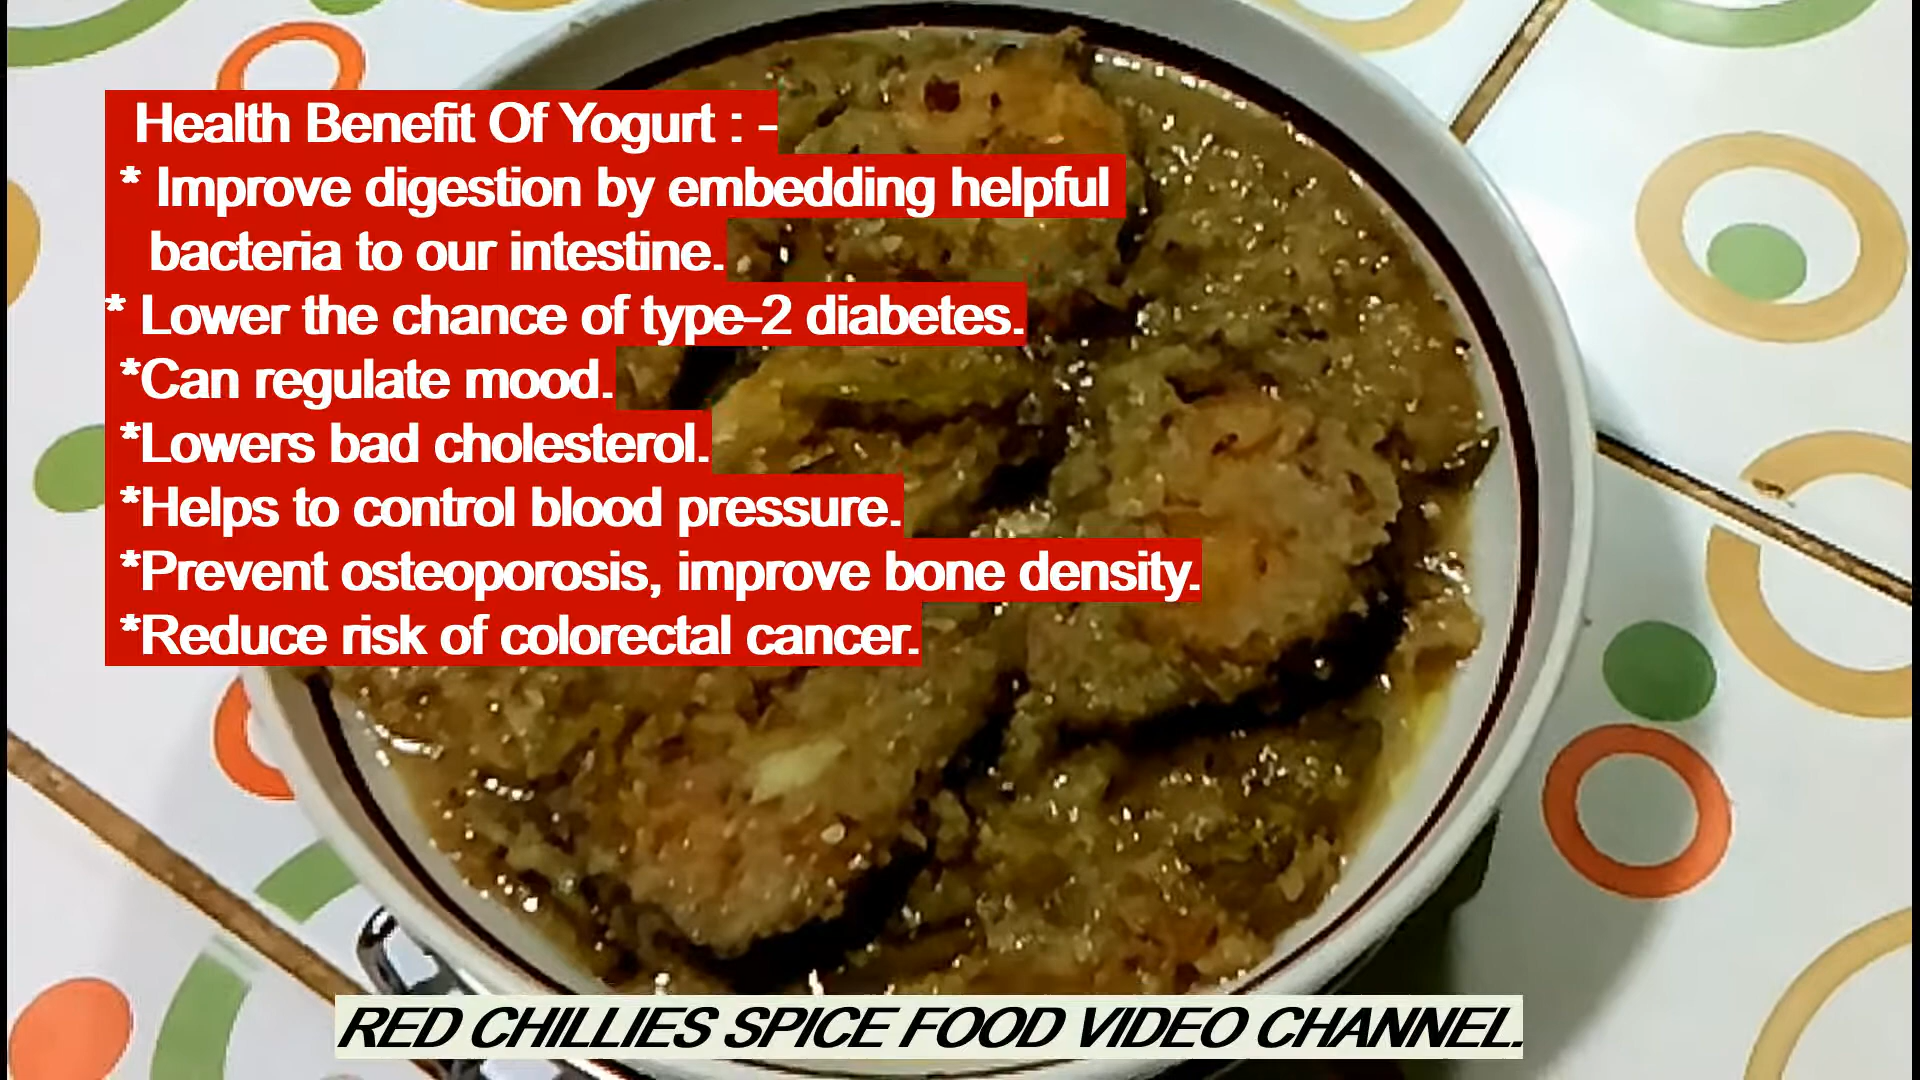 Health Benefit Of Yogurt : -
* Improve digestion by embedding helpful
bacteria to our intestine.
* Lower the chance of type-2 diabetes.
*Can regulate mood.
*Lowers bad cholesterol.
*Helps to control blood pressure.
*Prevent osteoporosis, improve bone density.
*Reduce risk of colorectal cancer.
RED CHILLIES SPICE FOOD VIDEO CHANNEL.